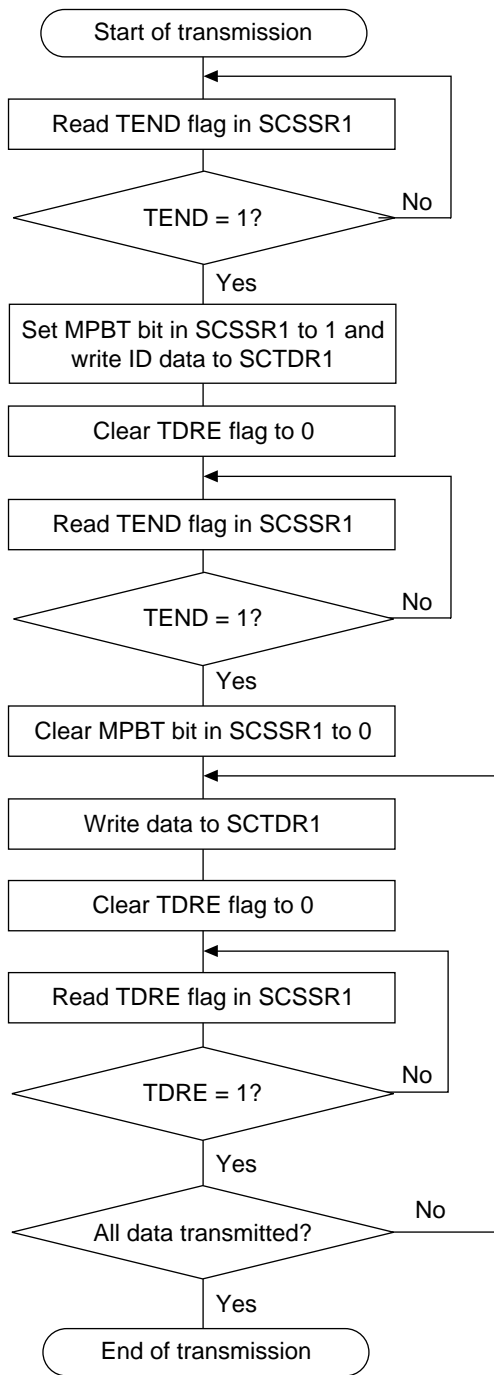 Start of transmission
Read TEND flag in SCSSR1
TEND = 1?
No
Yes
Set MPBT bit in SCSSR1 to 1 and
write ID data to SCTDR1
Clear TDRE flag to 0
Read TEND flag in SCSSR1
TEND = 1?
No
Yes
Clear MPBT bit in SCSSR1 to 0
Write data to SCTDR1
Clear TDRE flag to 0
Read TDRE flag in SCSSR1
TDRE = 1?
No
Yes
All data transmitted?
No
Yes
End of transmission